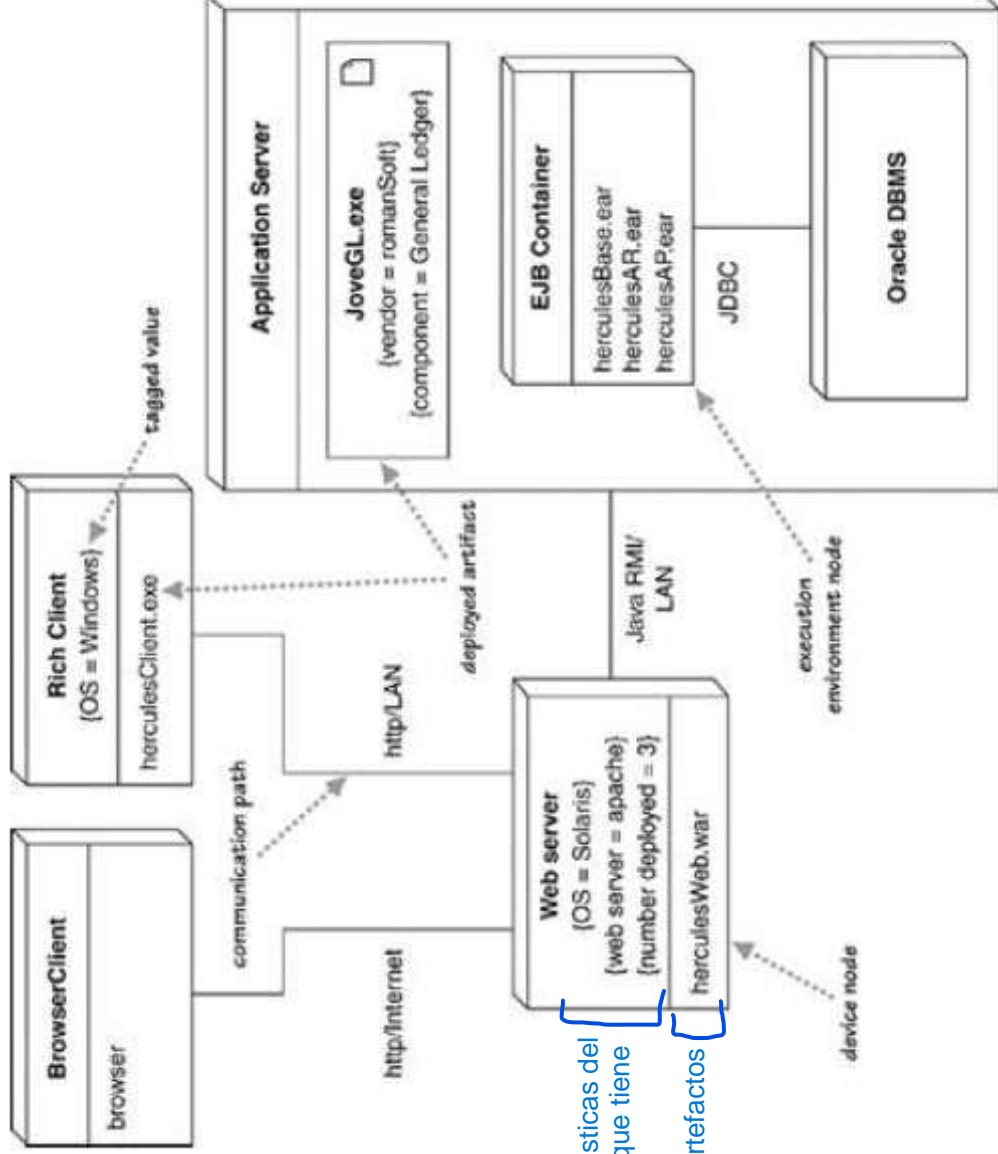 BrowserClient
browser
Rich Client
{OS = Windows}
herculesClient.exe
tagged value
communication path
http/Internet
http/LAN
deployed artifact
Web server
{OS = Solaris}
{web server = apache}
{number deployed = 3}
herculesWeb.war
sticas del
que tiene
rtefactos
device node
Java RMI/
LAN
execution
environment node
Application Server
JoveGL.exe
{vendor = romanSoft}
{component = General Ledger}
EJB Container
herculesBase.ear
herculesAR.ear
herculesAP.ear
JDBC
Oracle DBMS